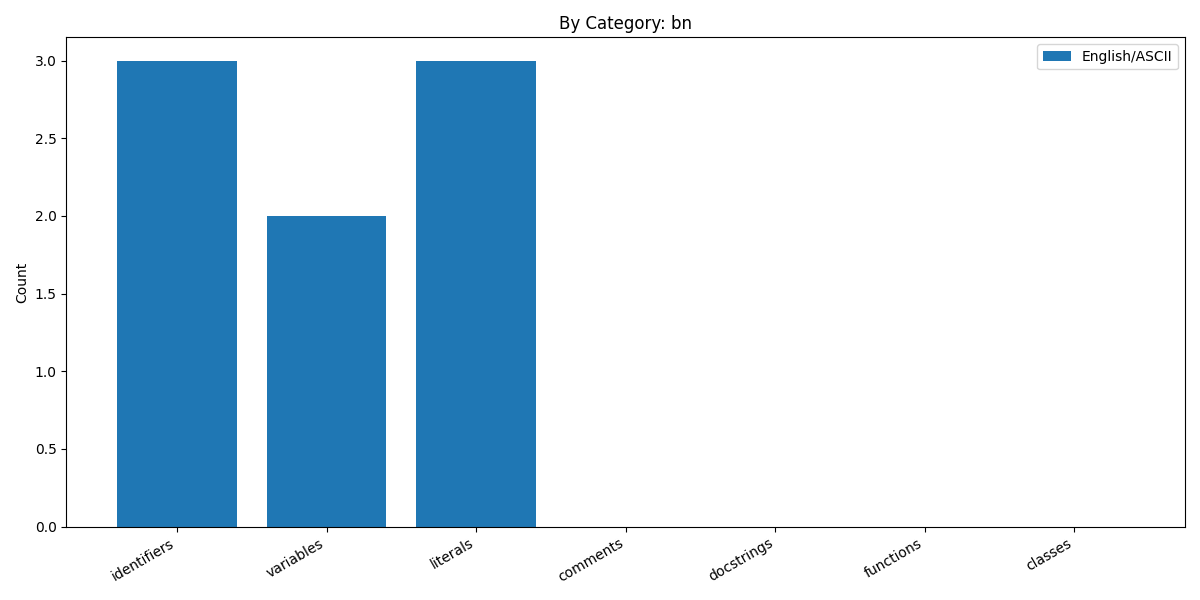 By Category: bn
English/ASCII
Count
3.0
2.5
2.0
1.5
1.0
0.5
0.0
identifiers
variables
literals
comments
docstrings
functions
classes